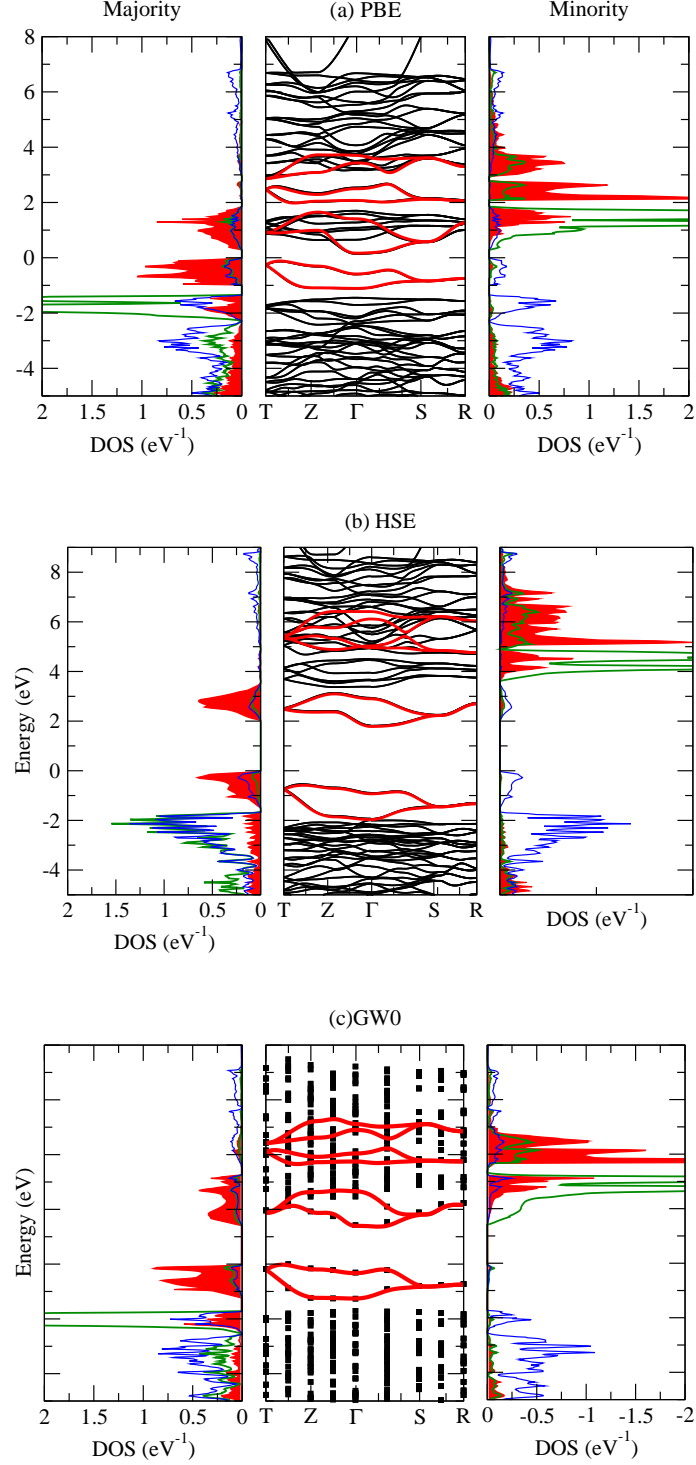 Majority (a) PBE Minority
8
6
4
2
0
-2
-4
2 1.5 1 0.5 0 T Z Γ S R 0 0.5 1 1.5 2
DOS (eV⁻¹) DOS (eV⁻¹)
(b) HSE
8
6
4
2
0
-2
-4
Energy (eV)
2 1.5 1 0.5 0 T Z Γ S R
DOS (eV⁻¹) DOS (eV⁻¹)
(c)GW0
Energy (eV)
2 1.5 1 0.5 0 T Z Γ S R 0 -0.5 -1 -1.5 -2
DOS (eV⁻¹) DOS (eV⁻¹)